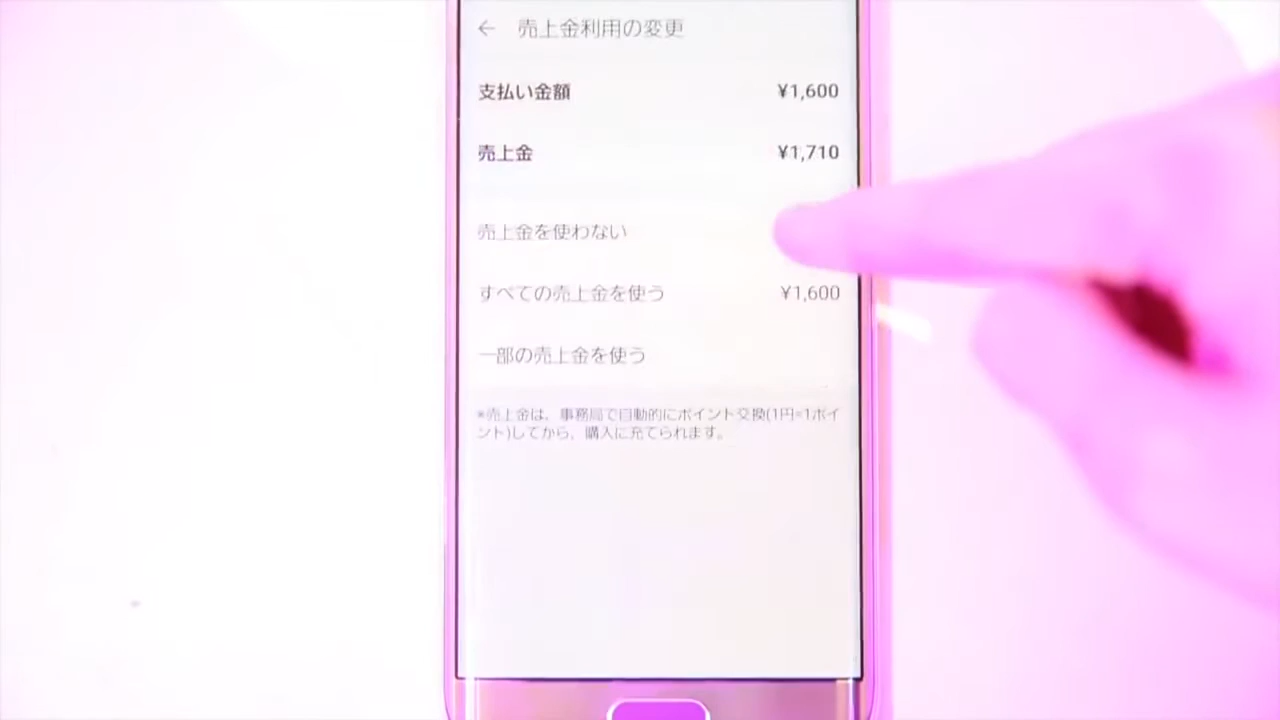 ← 売上金利用の変更
支払い金額 ¥1,600
売上金 ¥1,710
売上金を使わない
すべての売上金を使う ¥1,600
一部の売上金を使う
*売上金は、事務局で自動的にポイント交換(1円=1ポイ
ント)してから、購入に充てられます。